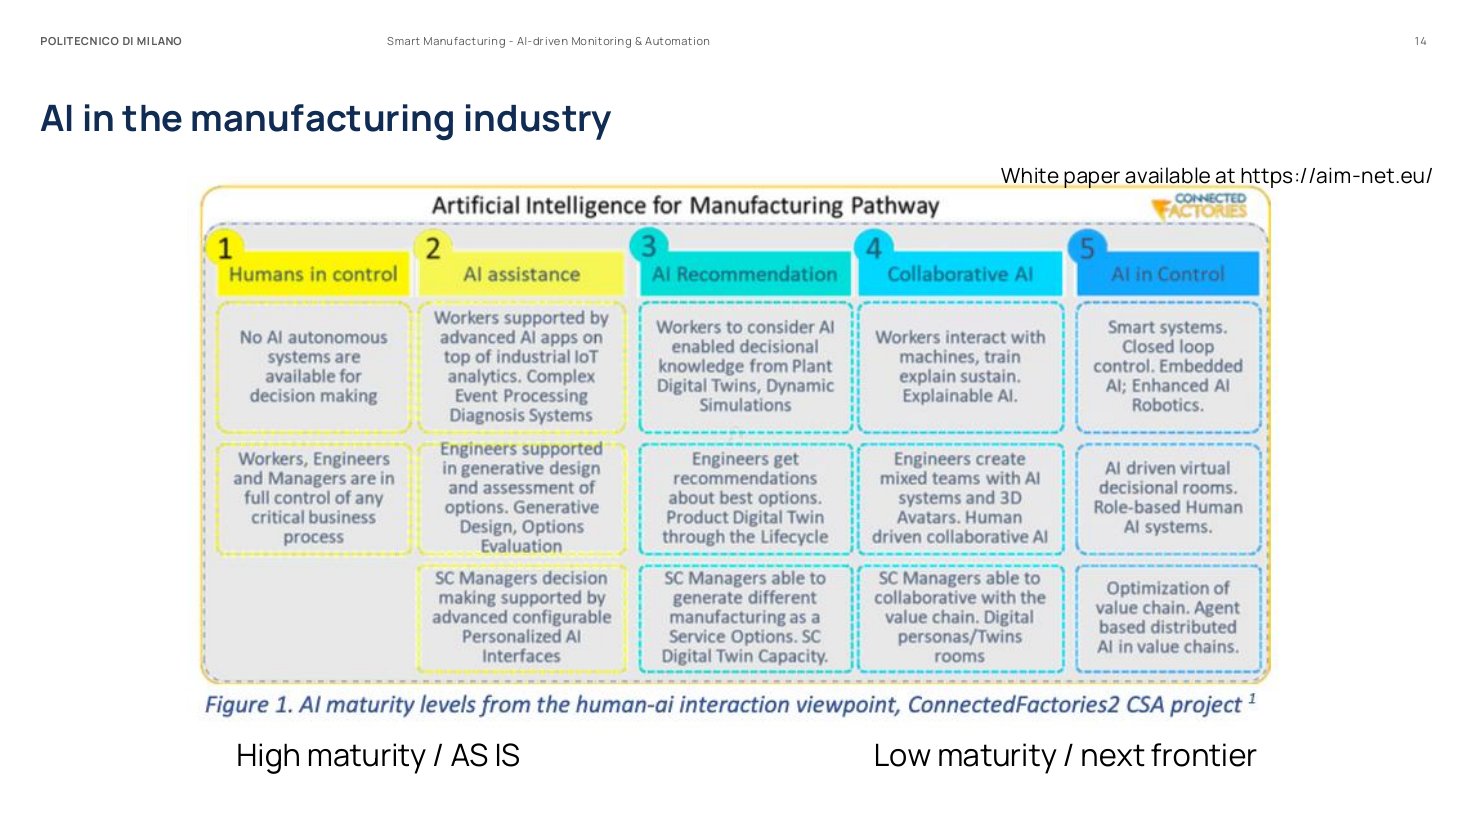 POLITECNICO DI MILANO
Smart Manufacturing - AI-driven Monitoring & Automation
14
AI in the manufacturing industry
White paper available at https://aim-net.eu/
Artificial Intelligence for Manufacturing Pathway
CONNECTED
FACTORIES
1
Humans in control
No AI autonomous
systems are
available for
decision making
Workers, Engineers
and Managers are in
full control of any
critical business
process
2
AI assistance
Workers supported by
advanced AI apps on
top of industrial IoT
analytics. Complex
Event Processing
Diagnosis Systems
Engineers supported
in generative design
and assessment of
options. Generative
Design, Options
Evaluation
SC Managers decision
making supported by
advanced configurable
Personalized AI
Interfaces
3
AI Recommendation
Workers to consider AI
enabled decisional
knowledge from Plant
Digital Twins, Dynamic
Simulations
Engineers get
recommendations
about best options.
Product Digital Twin
through the Lifecycle
SC Managers able to
generate different
manufacturing as a
Service Options. SC
Digital Twin Capacity.
4
Collaborative AI
Workers interact with
machines, train
explain sustain.
Explainable AI.
Engineers create
mixed teams with AI
systems and 3D
Avatars. Human
driven collaborative AI
SC Managers able to
collaborative with the
value chain. Digital
personas/Twins
rooms
5
AI in Control
Smart systems.
Closed loop
control. Embedded
AI; Enhanced AI
Robotics.
AI driven virtual
decisional rooms.
Role-based Human
AI systems.
Optimization of
value chain. Agent
based distributed
AI in value chains.
Figure 1. AI maturity levels from the human-ai interaction viewpoint, ConnectedFactories2 CSA project 1
High maturity / AS IS
Low maturity / next frontier